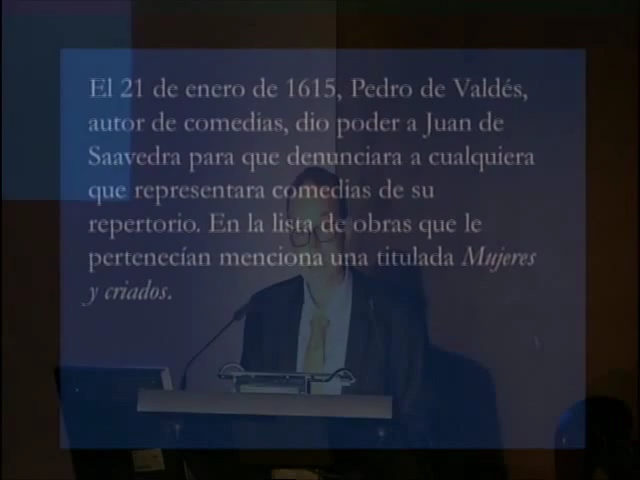 El 21 de enero de 1615, Pedro de Valdés,
autor de comedias, dio poder a Juan de
Saavedra para que denunciara a cualquiera
que representara comedias de su
repertorio. En la lista de obras que le
pertenecían menciona una titulada Mujeres
y criados.